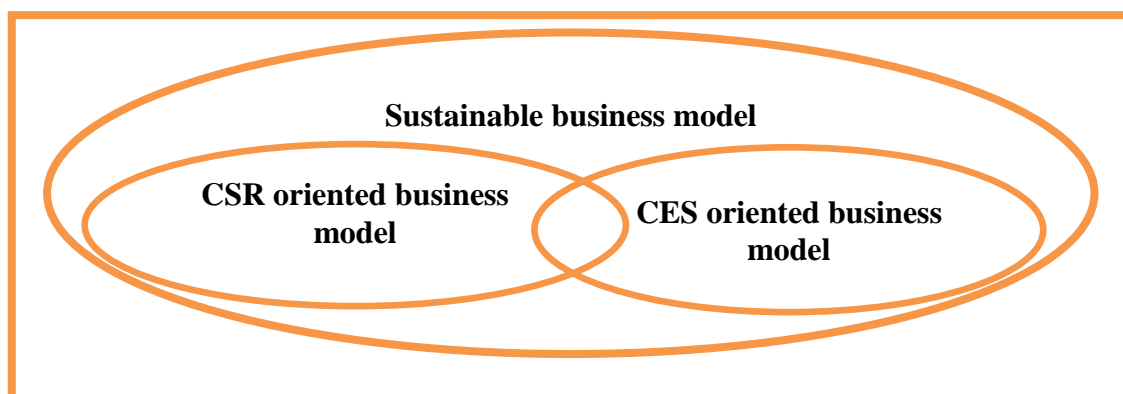 Sustainable business model
CSR oriented business
model
CES oriented business
model